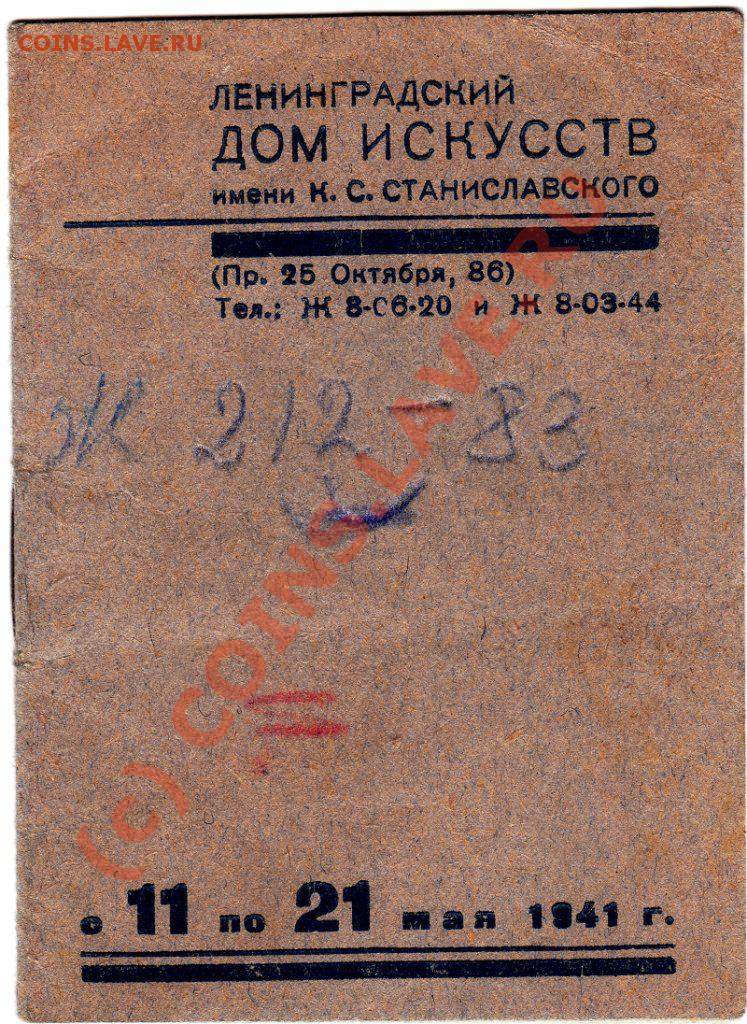 COINS.LAVE.RU
ЛЕНИНГРАДСКИЙ
ДОМ ИСКУССТВ
имени К. С. СТАНИСЛАВСКОГО
(Пр. 25 Октября, 86)
Тел.: Ж 8-06-20 и Ж 8-03-44
Ж 212-83
(c) COINS.LAVE.RU
с 11 по 21 мая 1941 г.